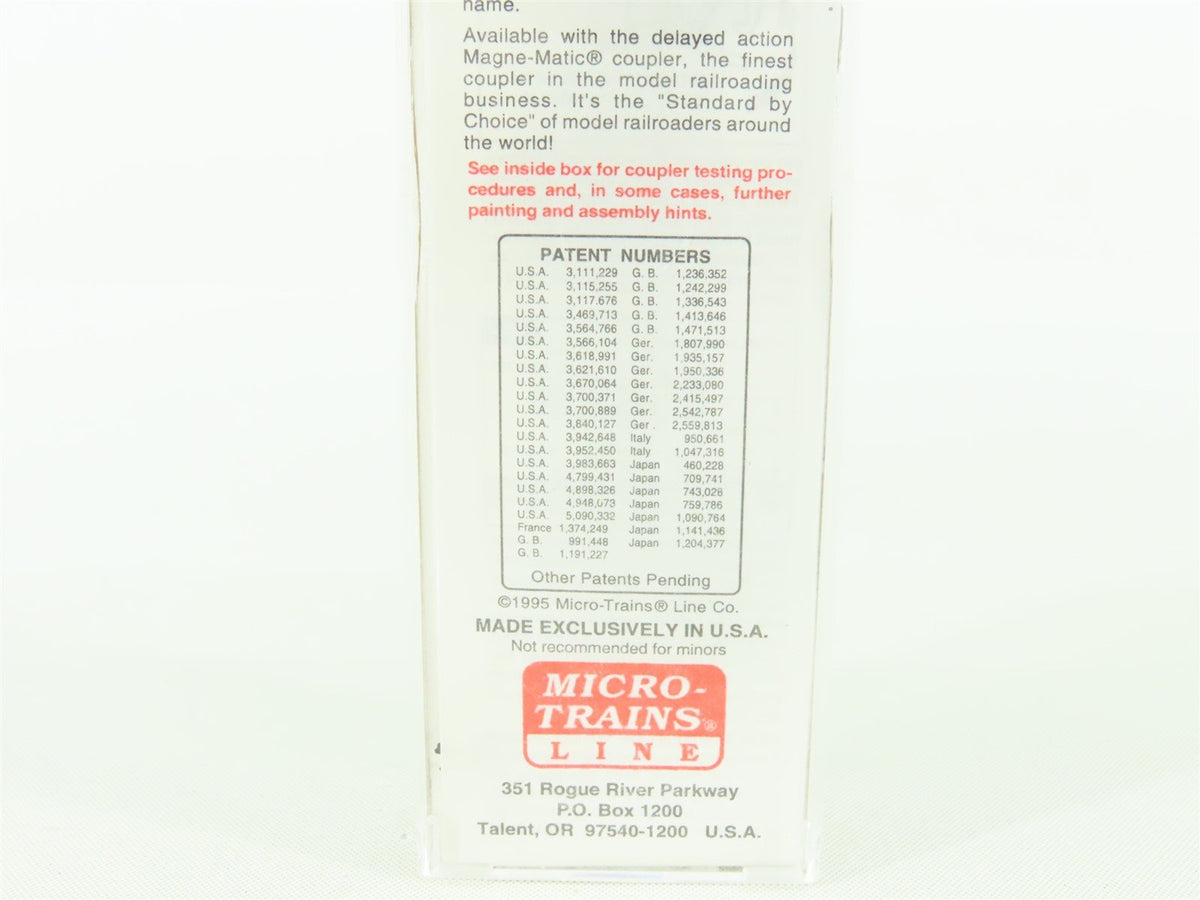 name.
Available with the delayed action
Magne-Matic® coupler, the finest
coupler in the model railroading
business. It's the "Standard by
Choice" of model railroaders around
the world!
See inside box for coupler testing pro-
cedures and, in some cases, further
painting and assembly hints.
PATENT NUMBERS
U.S.A. 3,111,229 G. B. 1,236,352
U.S.A. 3,115,255 G. B. 1,242,299
U.S.A. 3,117,676 G. B. 1,336,543
U.S.A. 3,469,713 G. B. 1,413,646
U.S.A. 3,564,766 G. B. 1,471,513
U.S.A. 3,566,104 Ger. 1,807,990
U.S.A. 3,618,991 Ger. 1,935,157
U.S.A. 3,621,610 Ger. 1,950,336
U.S.A. 3,670,064 Ger. 2,233,080
U.S.A. 3,700,371 Ger. 2,415,497
U.S.A. 3,700,889 Ger. 2,542,787
U.S.A. 3,840,127 Ger . 2,559,813
U.S.A. 3,942,648 Italy 950,661
U.S.A. 3,952,450 Italy 1,047,316
U.S.A. 3,983,663 Japan 460,228
U.S.A. 4,799,431 Japan 709,741
U.S.A. 4,898,326 Japan 743,028
U.S.A. 4,948,073 Japan 759,786
U.S.A. 5,090,332 Japan 1,090,764
France 1,374,249 Japan 1,141,436
G. B. 991,448 Japan 1,204,377
G. B. 1,191,227
Other Patents Pending
©1995 Micro-Trains® Line Co.
MADE EXCLUSIVELY IN U.S.A.
Not recommended for minors
MICRO-
TRAINS®
LINE
351 Rogue River Parkway
P.O. Box 1200
Talent, OR 97540-1200 U.S.A.